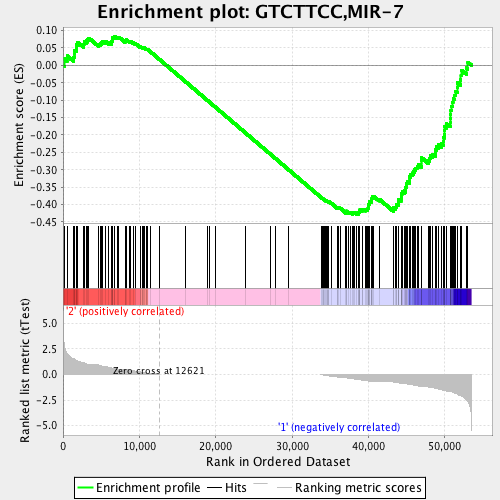 Enrichment plot: GTCTTCC,MIR-7
Enrichment score (ES)
0.10
0.05
0.00
-0.05
-0.10
-0.15
-0.20
-0.25
-0.30
-0.35
-0.40
-0.45
'2' (positively correlated)
Zero cross at 12621
'1' (negatively correlated)
Ranked list metric (tTest)
5.0
2.5
0.0
-2.5
-5.0
0 10,000 20,000 30,000 40,000 50,000
Rank in Ordered Dataset
Enrichment profile Hits Ranking metric scores